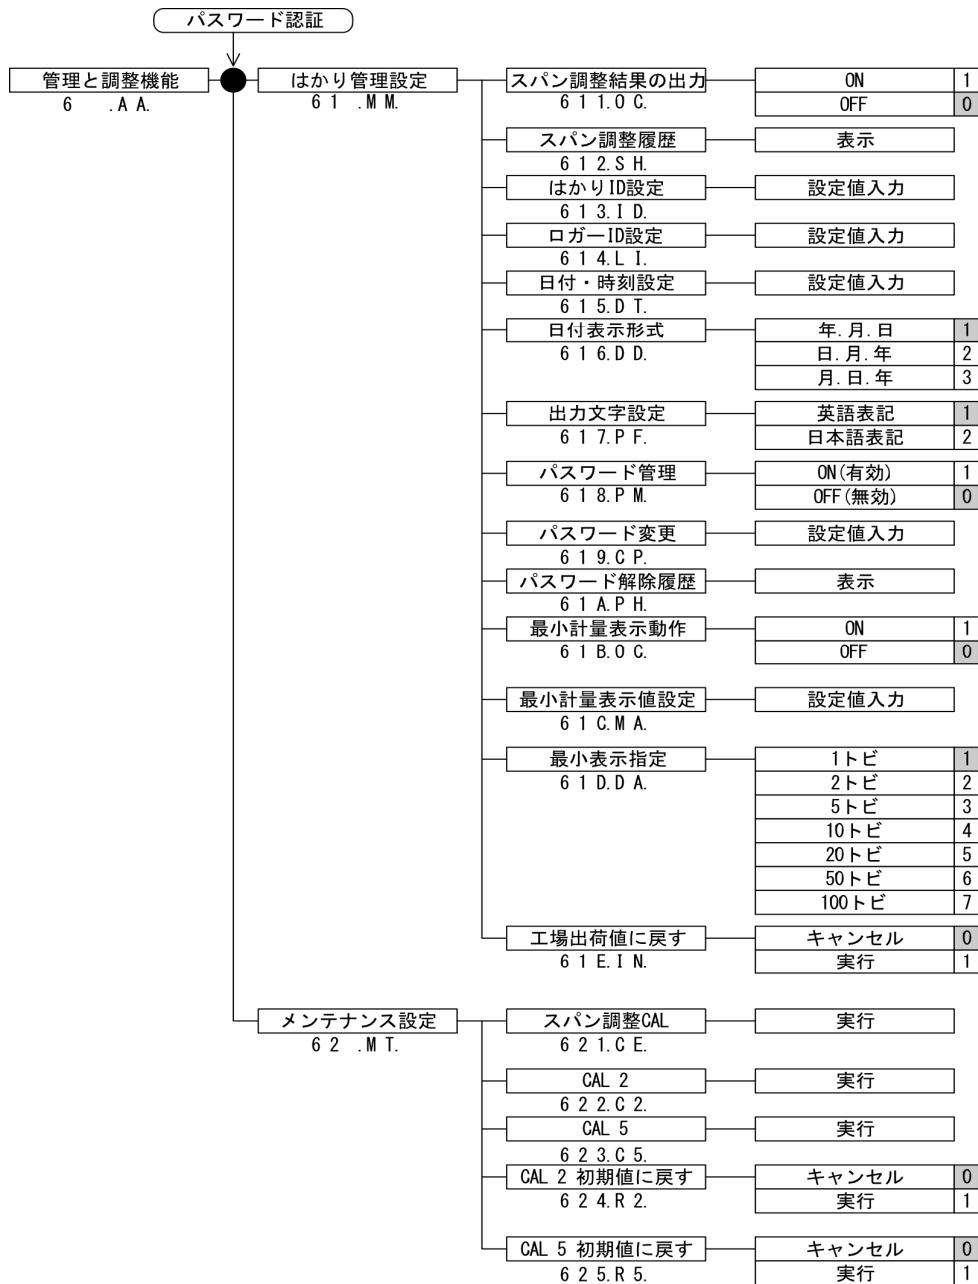 パスワード認証
管理と調整機能 はかり管理設定 スパン調整結果の出力 ON 1
6 .A A. 6 1 .M M. 6 1 1.O C. OFF 0
スパン調整履歴 表示
6 1 2.S H.
はかりID設定 設定値入力
6 1 3.I D.
ロガーID設定 設定値入力
6 1 4.L I.
日付・時刻設定 設定値入力
6 1 5.D T.
日付表示形式 年.月.日 1
6 1 6.D D. 日.月.年 2
月.日.年 3
出力文字設定 英語表記 1
6 1 7.P F. 日本語表記 2
パスワード管理 ON(有効) 1
6 1 8.P M. OFF(無効) 0
パスワード変更 設定値入力
6 1 9.C P.
パスワード解除履歴 表示
6 1 A.P H.
最小計量表示動作 ON 1
6 1 B.O C. OFF 0
最小計量表示値設定 設定値入力
6 1 C.M A.
最小表示指定 1トビ 1
6 1 D.D A. 2トビ 2
5トビ 3
10トビ 4
20トビ 5
50トビ 6
100トビ 7
工場出荷値に戻す キャンセル 0
6 1 E.I N. 実行 1
メンテナンス設定 スパン調整CAL 実行
6 2 .M T. 6 2 1.C E.
CAL 2 実行
6 2 2.C 2.
CAL 5 実行
6 2 3.C 5.
CAL 2 初期値に戻す キャンセル 0
6 2 4.R 2. 実行 1
CAL 5 初期値に戻す キャンセル 0
6 2 5.R 5. 実行 1